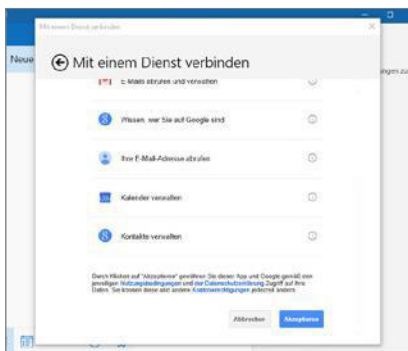 Mit einem Dienst verbinden
Neue
Mit einem Dienst verbinden
E-Mails abrufen und verwalten
Wissen, wer Sie auf Google sind
Ihre E-Mail-Adresse abrufen
Kalender verwalten
Kontakte verwalten
Durch Klicken auf "Akzeptieren" gewähren Sie dieser App und Google gemäß den
jeweiligen Nutzungsbedingungen und der Datenschutzerklärung Zugriff auf Ihre
Daten. Sie können diese und andere Kontoberechtigungen jederzeit ändern.
Abbrechen Akzeptieren